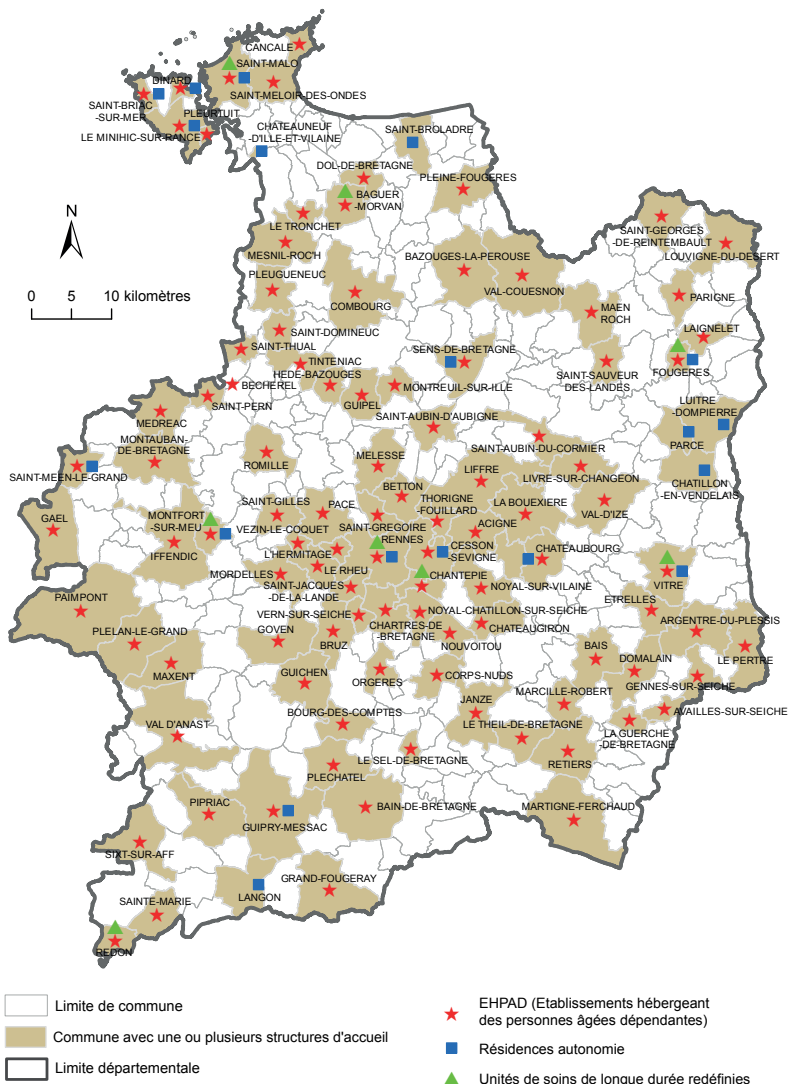 CANCALE
SAINT-MALO
DINARD
SAINT-MELOIR-DES-ONDES
SAINT-BRIAC
-SUR-MER
PLEURTUIT
LE MINIHIC-SUR-RANCE
CHATEAUNEUF
-D'ILLE-ET-VILAINE
SAINT-BROLADRE
DOL-DE-BRETAGNE
PLEINE-FOUGERES
BAGUER
-MORVAN
N
LE TRONCHET
SAINT-GEORGES
-DE-REINTEMBAULT
LOUVIGNE-DU-DESERT
MESNIL-ROC'H
BAZOUGES-LA-PEROUSE
PLEUGUENEUC
VAL-COUESNON
COMBOURG
PARIGNE
0 5 10 kilomètres
MAEN
ROCH
LAIGNELET
SAINT-DOMINEUC
SAINT-THUAL
SENS-DE-BRETAGNE
TINTENIAC
FOUGERES
SAINT-SAUVEUR
DES-LANDES
HEDE-BAZOUGES
BECHEREL
MONTREUIL-SUR-ILLE
GUIPEL
SAINT-PERN
LUITRE
-DOMPIERRE
MEDREAC
SAINT-AUBIN-D'AUBIGNE
MONTAUBAN-
DE-BRETAGNE
SAINT-AUBIN-DU-CORMIER
PARCE
ROMILLE
MELESSE
LIFFRE
CHATILLON
-EN-VENDELAIS
SAINT-MEEN-LE-GRAND
LIVRE-SUR-CHANGEON
BETTON
THORIGNE
-FOUILLARD
LA BOUEXIERE
VAL-D'IZE
GAEL
MONTFORT
-SUR-MEU
SAINT-GILLES
PACE
SAINT-GREGOIRE
ACIGNE
VEZIN-LE-COQUET
RENNES
IFFENDIC
L'HERMITAGE
CESSON
-SEVIGNE
CHATEAUBOURG
LE RHEU
MORDELLES
CHANTEPIE
VITRE
SAINT-JACQUES
-DE-LA-LANDE
NOYAL-SUR-VILAINE
ETRELLES
PAIMPONT
VERN-SUR-SEICHE
NOYAL-CHATILLON-SUR-SEICHE
ARGENTRE-DU-PLESSIS
CHARTRES-DE
-BRETAGNE
CHATEAUGIRON
PLELAN-LE-GRAND
GOVEN
BRUZ
NOUVOITOU
BAIS
LE PERTRE
MAXENT
DOMALAIN
GUICHEN
ORGERES
CORPS-NUDS
GENNES-SUR-SEICHE
MARCILLE-ROBERT
JANZE
AVAILLES-SUR-SEICHE
BOURG-DES-COMPTES
LE THEIL-DE-BRETAGNE
LA GUERCHE
-DE-BRETAGNE
VAL D'ANAST
LE SEL-DE-BRETAGNE
RETIERS
PLECHATEL
PIPRIAC
BAIN-DE-BRETAGNE
MARTIGNE-FERCHAUD
GUIPRY-MESSAC
SIXT-SUR-AFF
GRAND-FOUGERAY
LANGON
SAINTE-MARIE
REDON
Limite de commune
Commune avec une ou plusieurs structures d'accueil
Limite départementale
EHPAD (Etablissements hébergeant
des personnes âgées dépendantes)
Résidences autonomie
Unités de soins de longue durée redéfinies